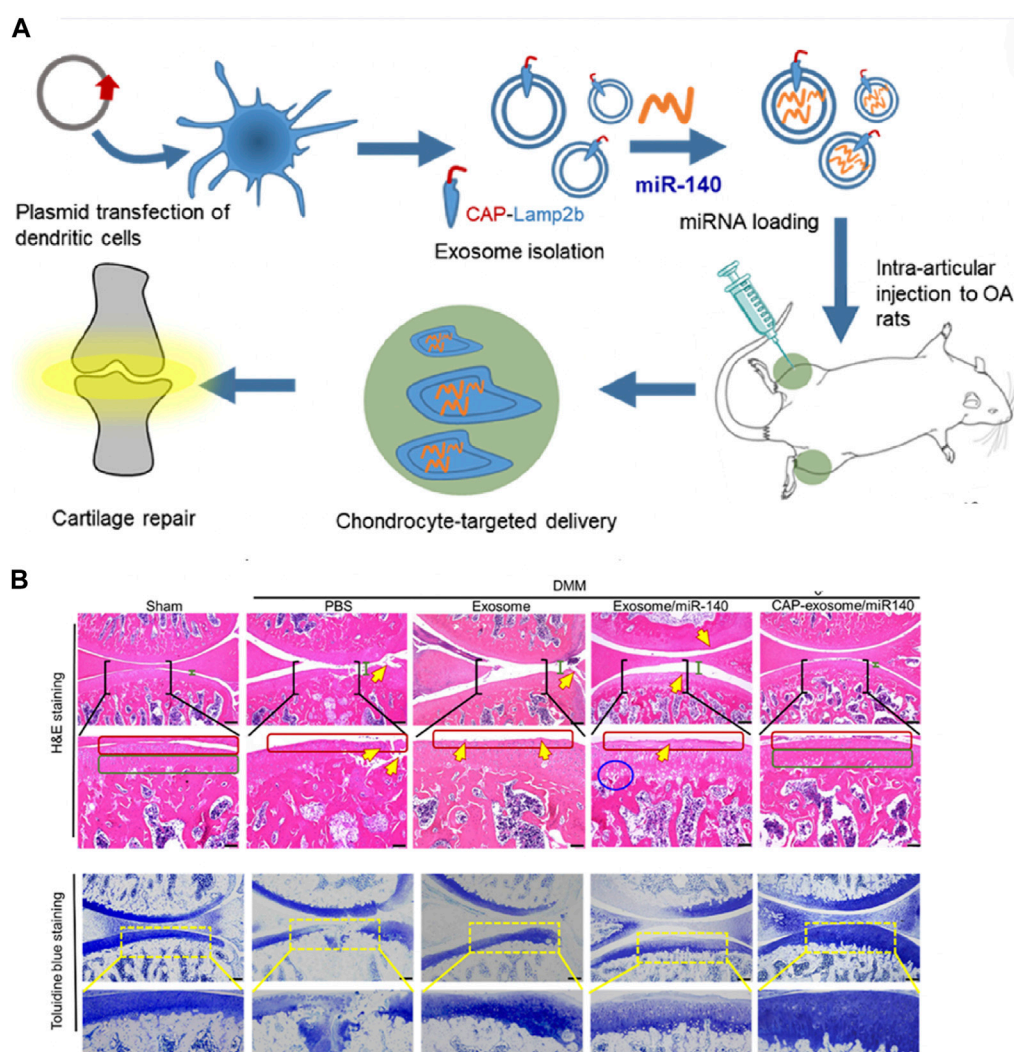 A
Plasmid transfection of
dendritic cells
CAP-Lamp2b
Exosome isolation
miR-140
miRNA loading
Intra-articular
injection to OA
rats
Chondrocyte-targeted delivery
Cartilage repair
B
DMM
Sham
PBS
Exosome
Exosome/miR-140
CAP-exosome/miR140
H&E staining
Toluidine blue staining